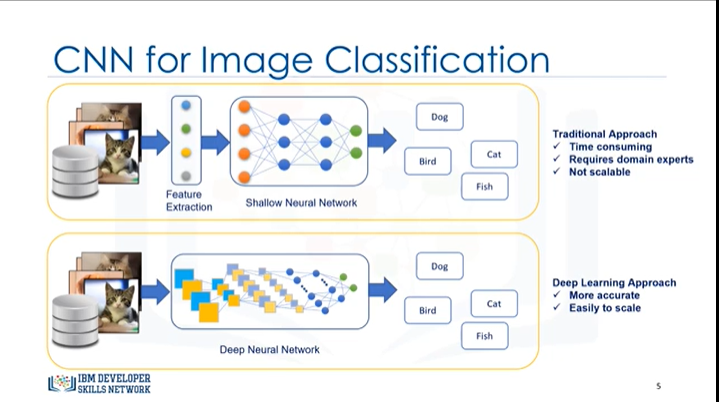 CNN for Image Classification
Feature
Extraction
Shallow Neural Network
Dog
Bird
Cat
Fish
Traditional Approach
✓ Time consuming
✓ Requires domain experts
✓ Not scalable
Deep Neural Network
Dog
Bird
Cat
Fish
Deep Learning Approach
✓ More accurate
✓ Easily to scale
IBM DEVELOPER
SKILLS NETWORK
5